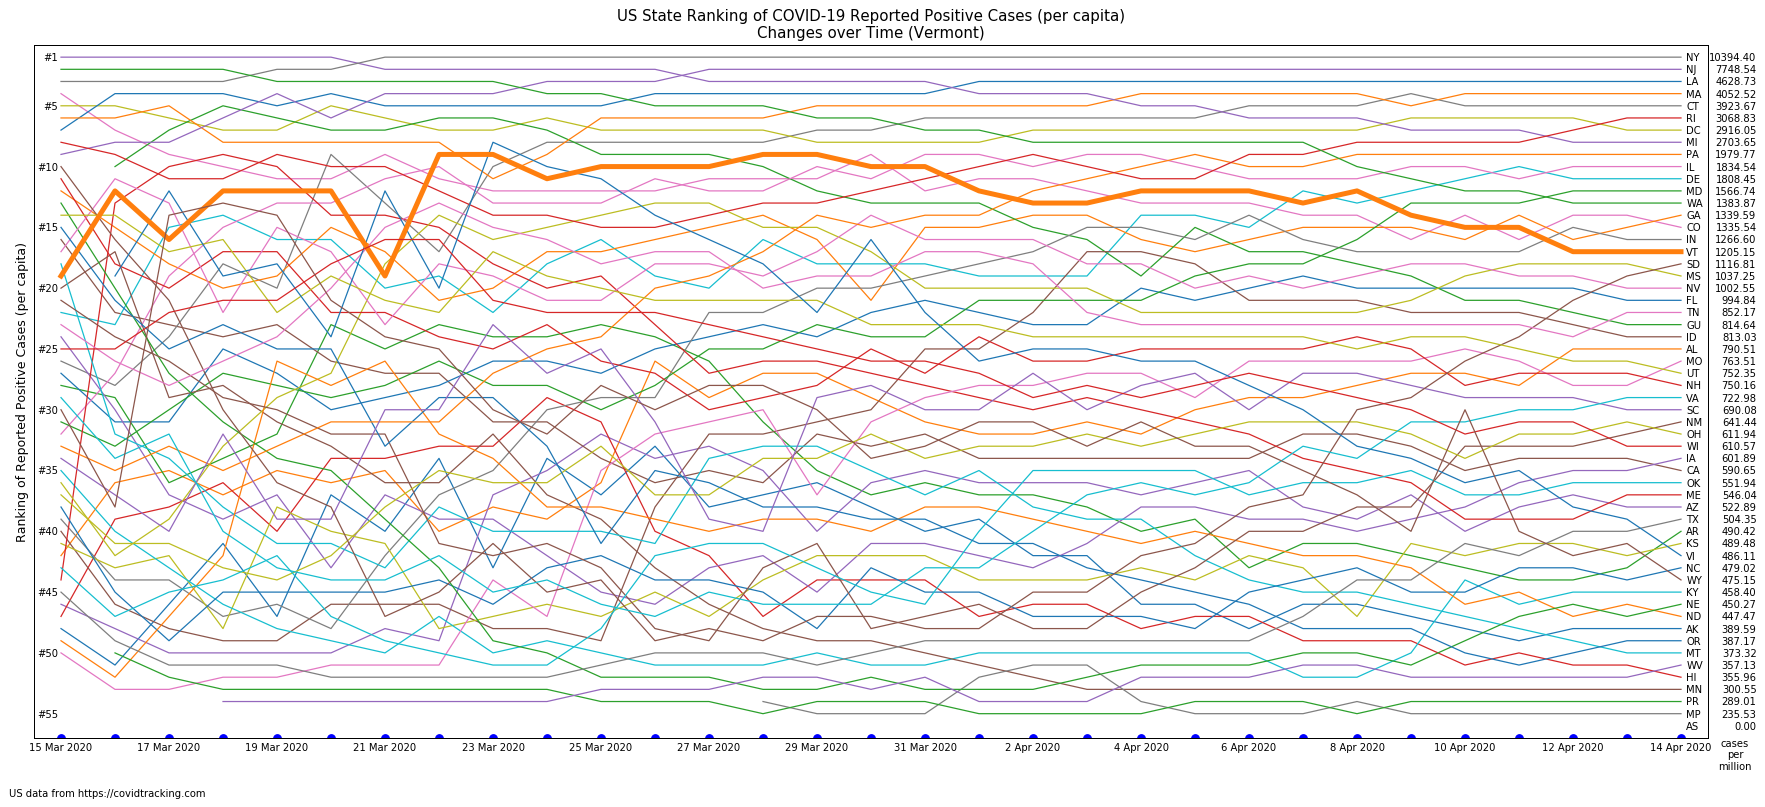 US State Ranking of COVID-19 Reported Positive Cases (per capita)
Changes over Time (Vermont)
Ranking of Reported Positive Cases (per capita)
#1
#5
#10
#15
#20
#25
#30
#35
#40
#45
#50
#55
NY 10394.40
NJ 7748.54
LA 4628.73
MA 4052.52
CT 3923.67
RI 3068.83
DC 2916.05
MI 2703.65
PA 1979.77
IL 1834.54
DE 1808.45
MD 1566.74
WA 1383.87
GA 1339.59
CO 1335.54
IN 1266.60
VT 1205.15
SD 1116.81
MS 1037.25
NV 1002.55
FL 994.84
TN 852.17
GU 814.64
ID 813.03
AL 790.51
MO 763.51
UT 752.35
NH 750.16
VA 722.98
SC 690.08
NM 641.44
OH 611.94
WI 610.57
IA 601.89
CA 590.65
OK 551.94
ME 546.04
AZ 522.89
TX 504.35
AR 490.42
KS 489.48
VI 486.11
NC 479.02
WY 475.15
KY 458.40
NE 450.27
ND 447.47
AK 389.59
OR 387.17
MT 373.32
WV 357.13
HI 355.96
MN 300.55
PR 289.01
MP 235.53
AS 0.00
15 Mar 2020 17 Mar 2020 19 Mar 2020 21 Mar 2020 23 Mar 2020 25 Mar 2020 27 Mar 2020 29 Mar 2020 31 Mar 2020 2 Apr 2020 4 Apr 2020 6 Apr 2020 8 Apr 2020 10 Apr 2020 12 Apr 2020 14 Apr 2020
cases
per
million
US data from https://covidtracking.com